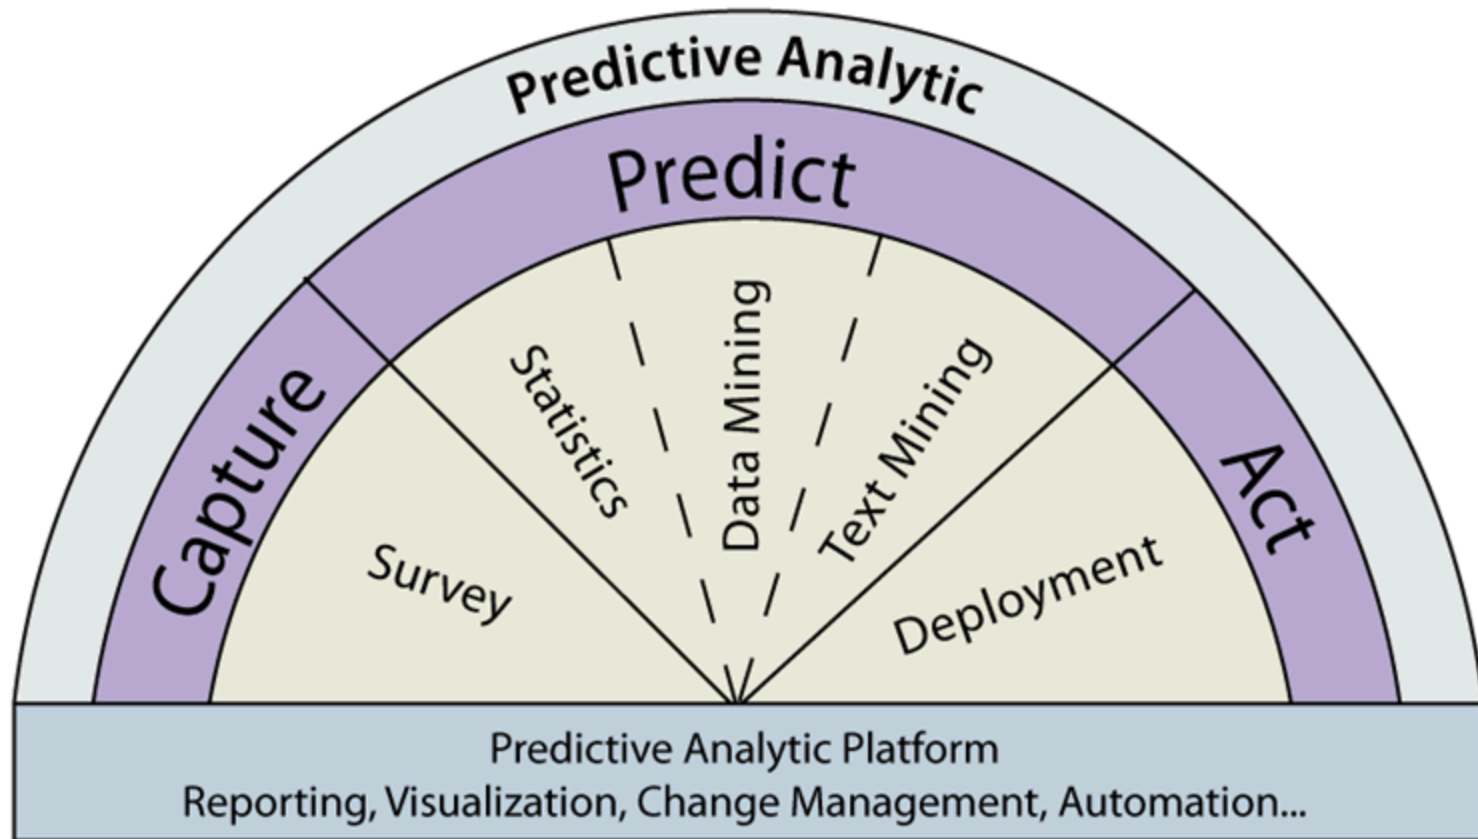 Predictive Analytic
Predict
Capture
Act
Survey
Statistics
Data Mining
Text Mining
Deployment
Predictive Analytic Platform
Reporting, Visualization, Change Management, Automation...